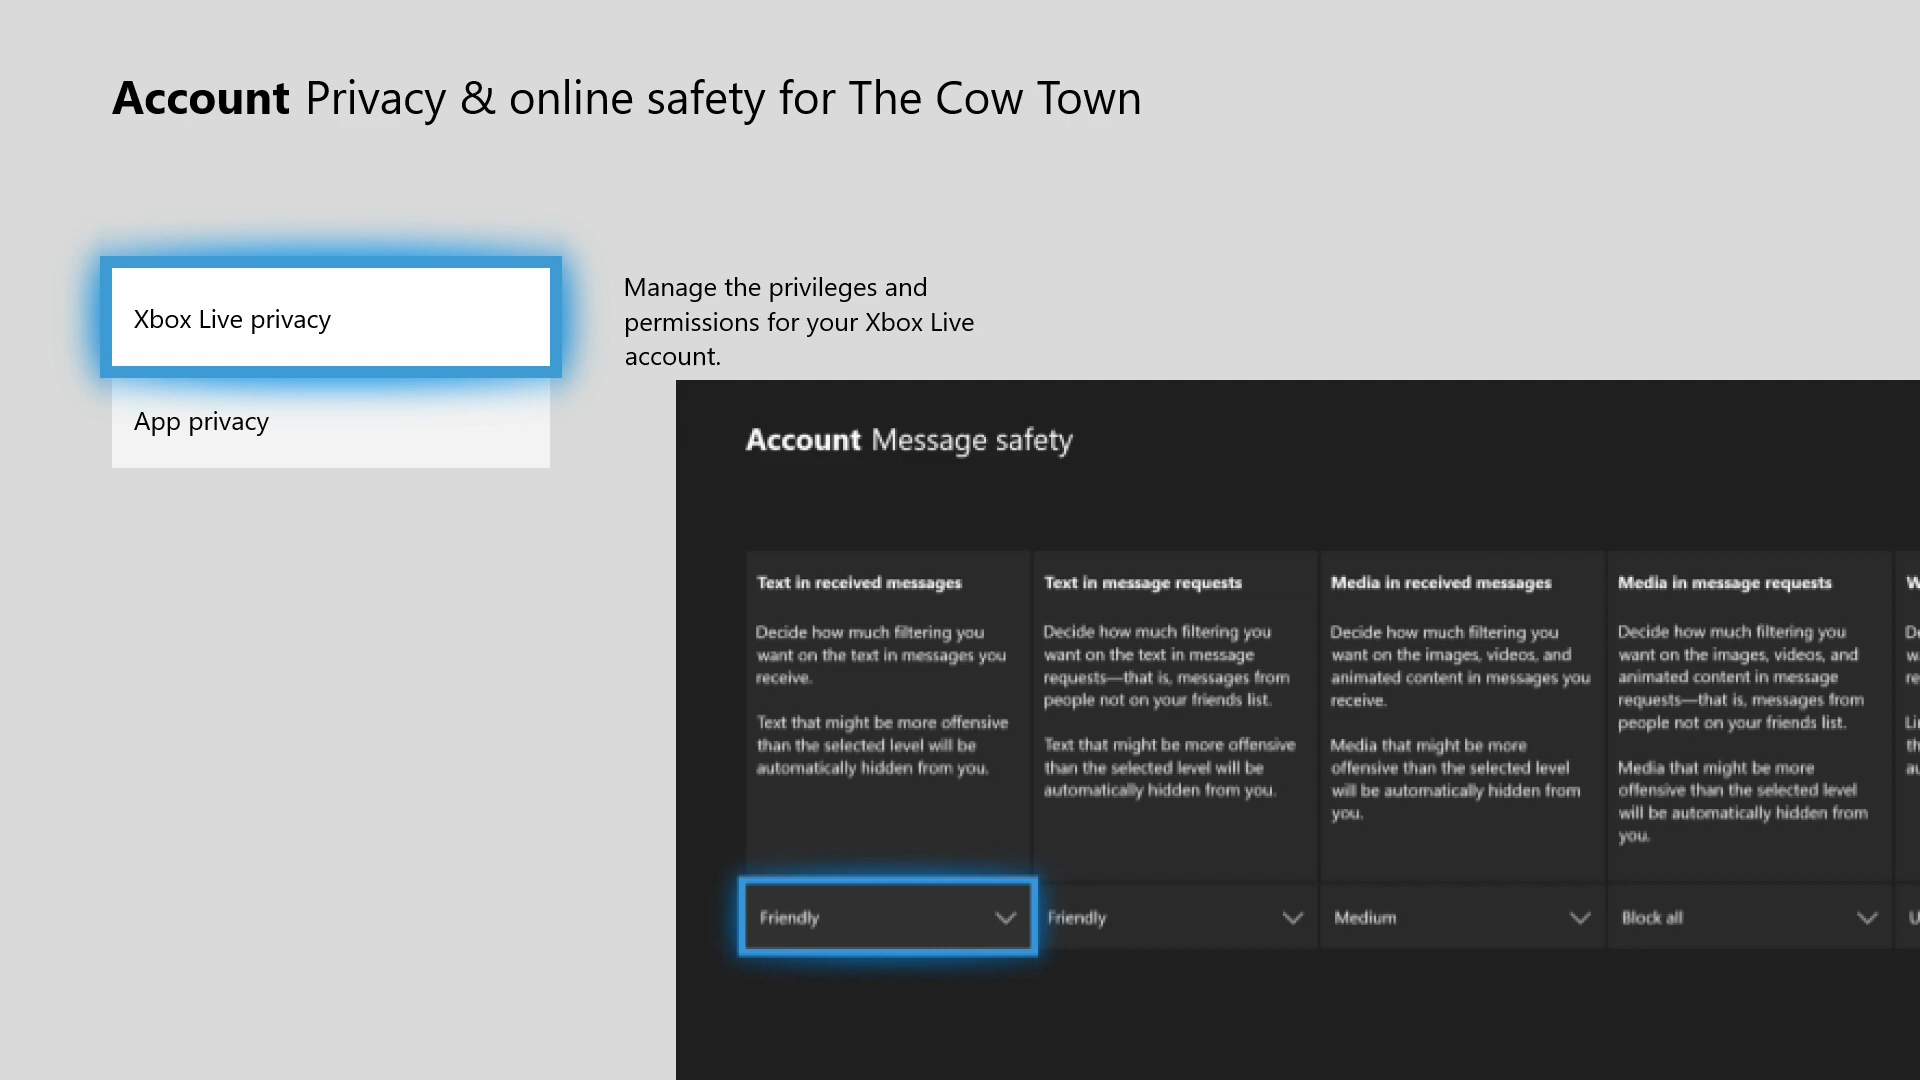 Account Privacy & online safety for The Cow Town
Xbox Live privacy
App privacy
Manage the privileges and
permissions for your Xbox Live
account.
Account Message safety
Text in received messages
Decide how much filtering you
want on the text in messages you
receive.
Text that might be more offensive
than the selected level will be
automatically hidden from you.
Friendly
Text in message requests
Decide how much filtering you
want on the text in message
requests—that is, messages from
people not on your friends list.
Text that might be more offensive
than the selected level will be
automatically hidden from you.
Friendly
Media in received messages
Decide how much filtering you
want on the images, videos, and
animated content in messages you
receive.
Media that might be more
offensive than the selected level
will be automatically hidden from
you.
Medium
Media in message requests
Decide how much filtering you
want on the images, videos, and
animated content in message
requests—that is, messages from
people not on your friends list.
Media that might be more
offensive than the selected level
will be automatically hidden from
you.
Block all